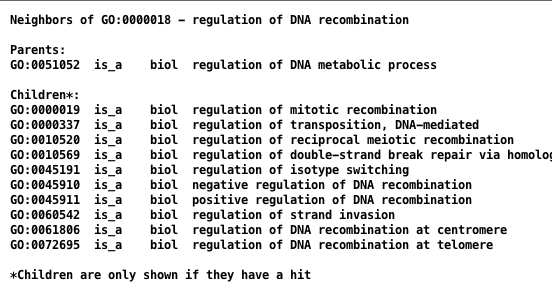 Neighbors of GO:0000018 – regulation of DNA recombination
Parents:
GO:0051052 is_a biol regulation of DNA metabolic process
Children*:
GO:0000019 is_a biol regulation of mitotic recombination
GO:0000337 is_a biol regulation of transposition, DNA–mediated
GO:0010520 is_a biol regulation of reciprocal meiotic recombination
GO:0010569 is_a biol regulation of double–strand break repair via homolog
GO:0045191 is_a biol regulation of isotype switching
GO:0045910 is_a biol negative regulation of DNA recombination
GO:0045911 is_a biol positive regulation of DNA recombination
GO:0060542 is_a biol regulation of strand invasion
GO:0061806 is_a biol regulation of DNA recombination at centromere
GO:0072695 is_a biol regulation of DNA recombination at telomere
*Children are only shown if they have a hit